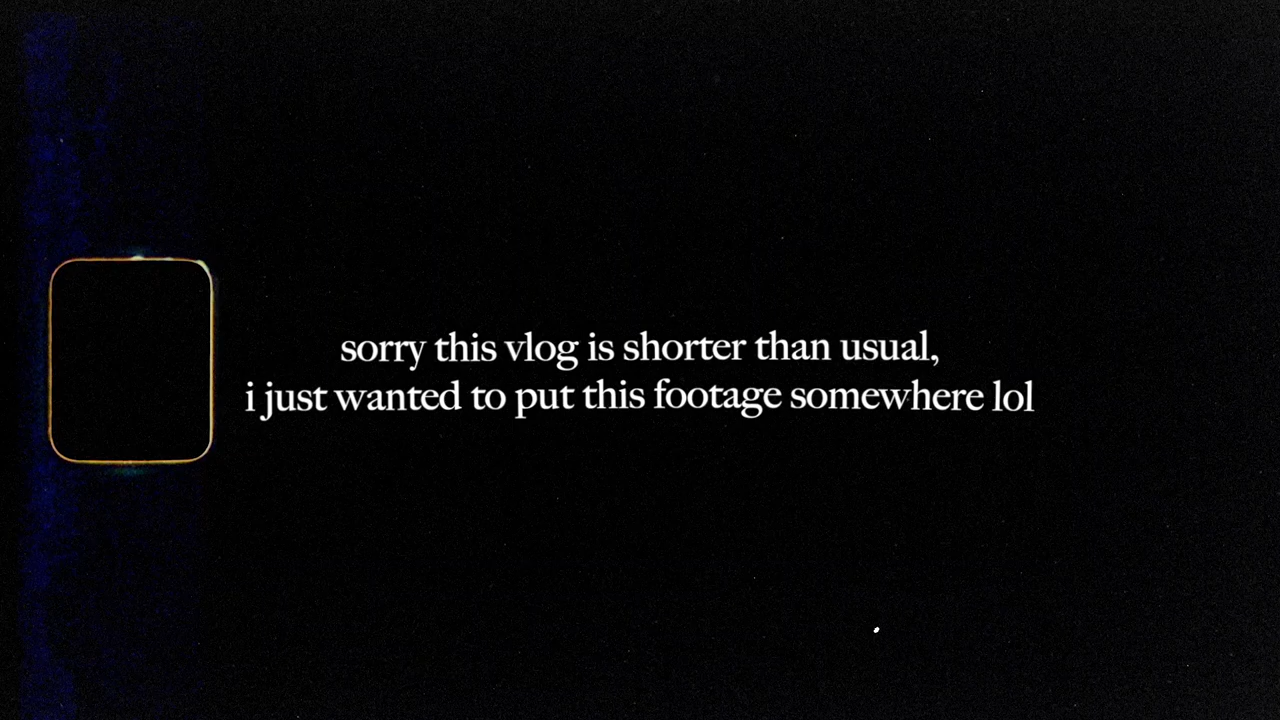 sorry this vlog is shorter than usual,
i just wanted to put this footage somewhere lol